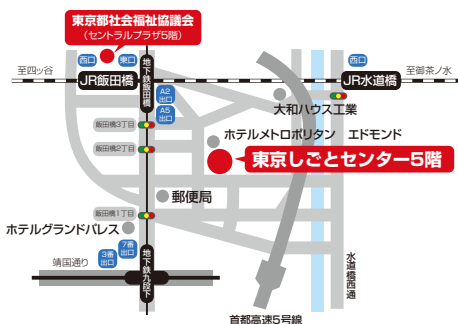 東京都社会福祉協議会
(セントラルプラザ5階)
西口
東口
西口
至四ッ谷
至御茶ノ水
JR飯田橋
地下鉄飯田橋
JR水道橋
A2
出口
A5
出口
大和ハウス工業
飯田橋3丁目
ホテルメトロポリタン エドモンド
飯田橋2丁目
東京しごとセンター5階
郵便局
飯田橋1丁目
ホテルグランドパレス
7番
出口
3番
出口
地下鉄九段下
靖国通り
水道橋西通
首都高速5号線